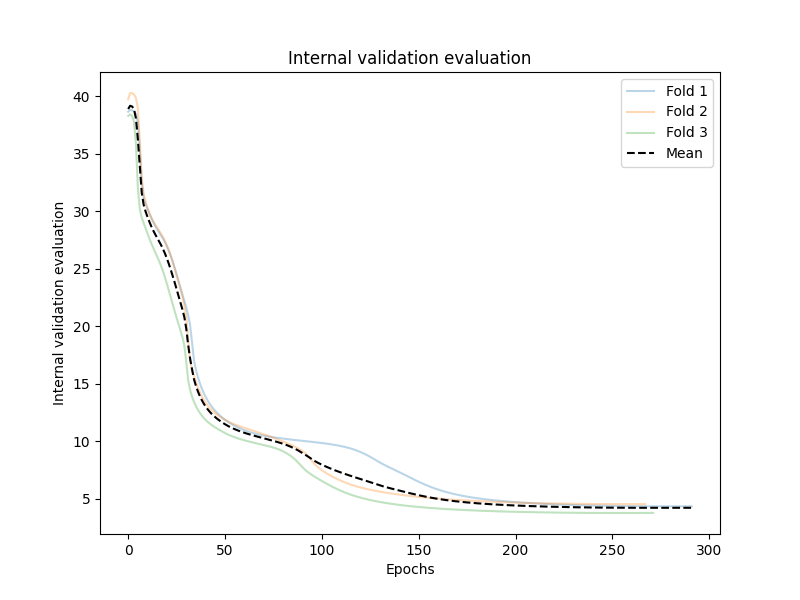 Internal validation evaluation
Fold 1
Fold 2
Fold 3
Mean
Internal validation evaluation
40
35
30
25
20
15
10
5
0 50 100 150 200 250 300
Epochs